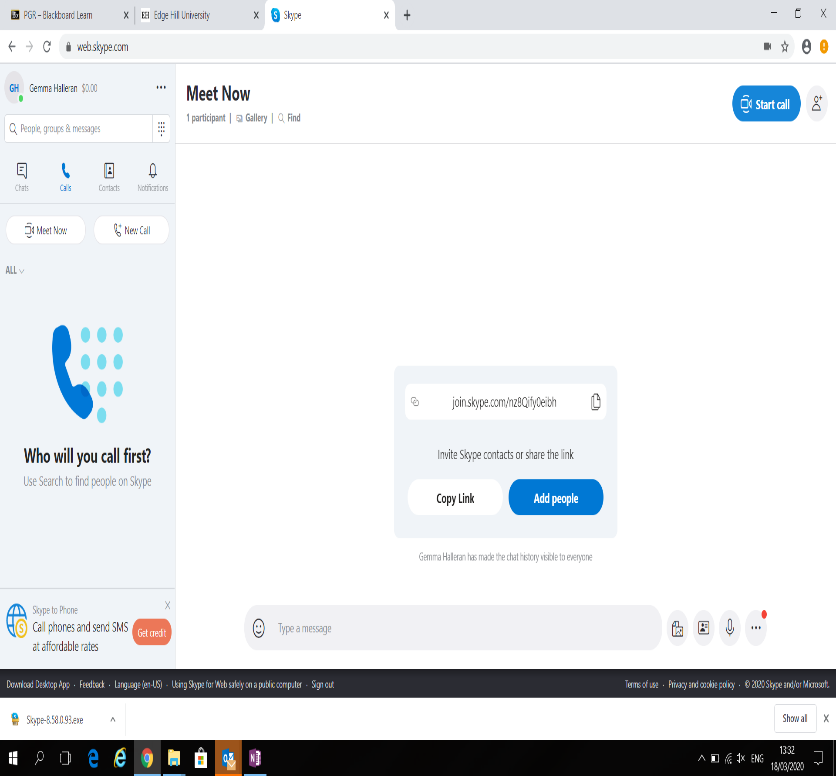 PGR – Blackboard Learn
EH Edge Hill University
Skype
web.skype.com
GH Gemma Halleran $0.00
People, groups & messages
Chats Calls Contacts Notifications
Meet Now New Call
ALL
Who will you call first?
Use Search to find people on Skype
Skype to Phone
Call phones and send SMS
at affordable rates
Get credit
Meet Now
1 participant | Gallery | Find
Start call
join.skype.com/nz8Qify0eibh
Invite Skype contacts or share the link
Copy Link Add people
Gemma Halleran has made the chat history visible to everyone
Type a message
Download Desktop App · Feedback · Language (en-US) · Using Skype for Web safely on a public computer · Sign out
Terms of use · Privacy and cookie policy · © 2020 Skype and/or Microsoft.
Skype-8.58.0.93.exe
Show all
ENG
13:32
18/03/2020